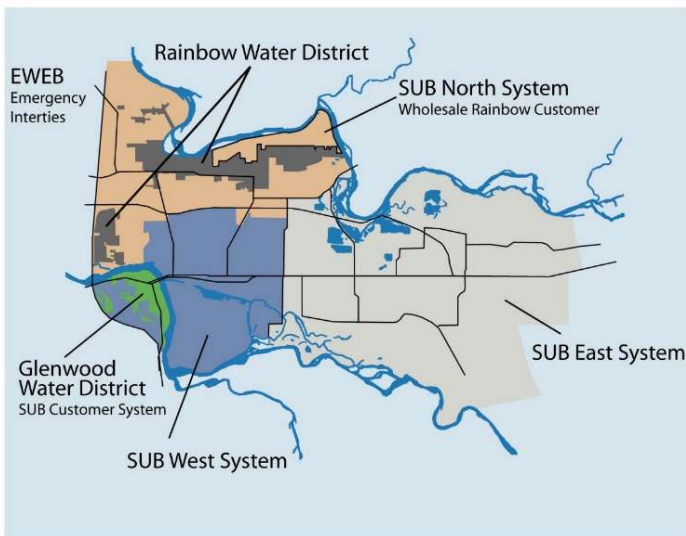 Rainbow Water District
EWEB
Emergency
Interties
SUB North System
Wholesale Rainbow Customer
SUB East System
Glenwood
Water District
SUB Customer System
SUB West System